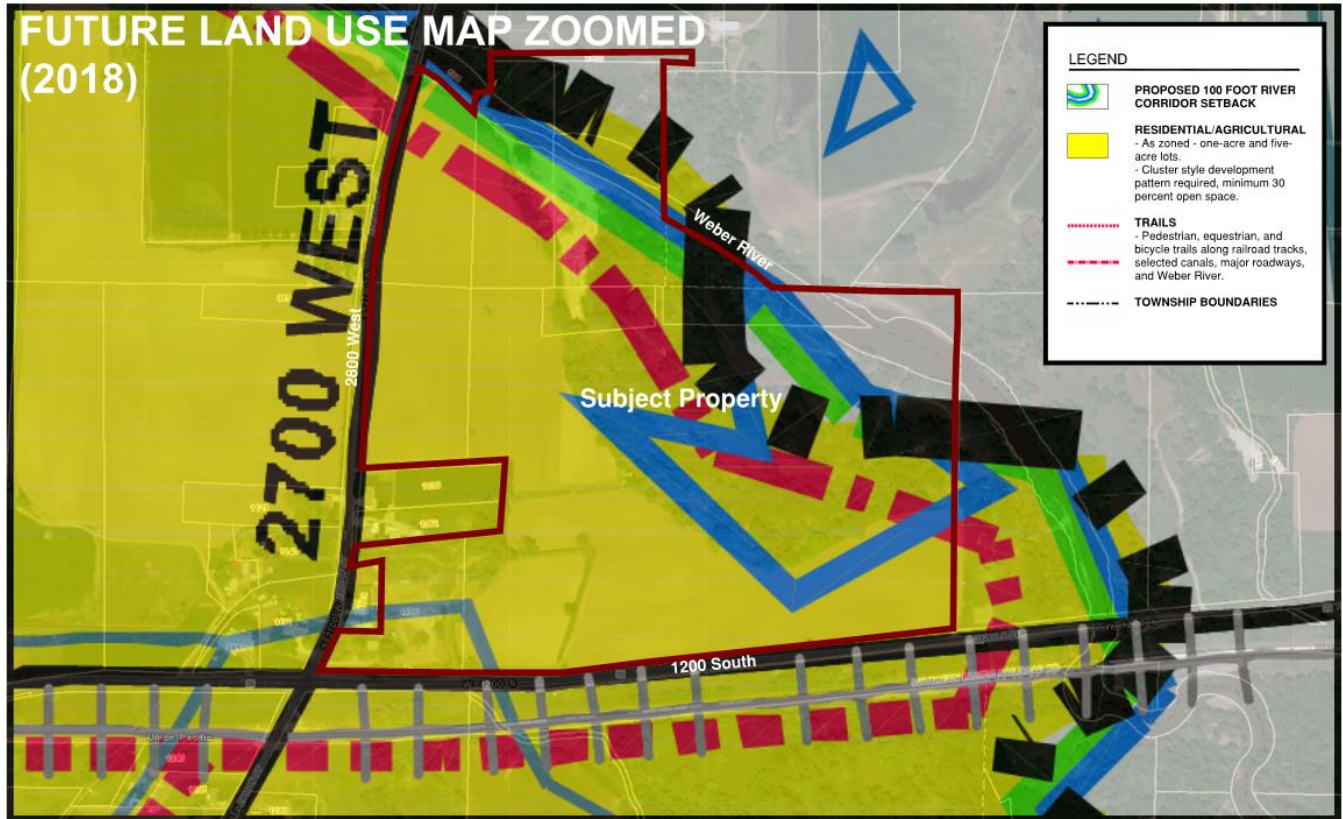 FUTURE LAND USE MAP ZOOMED
(2018)
LEGEND
PROPOSED 100 FOOT RIVER
CORRIDOR SETBACK
RESIDENTIAL/AGRICULTURAL
- As zoned - one-acre and five-
acre lots.
- Cluster style development
pattern required, minimum 30
percent open space.
TRAILS
- Pedestrian, equestrian, and
bicycle trails along railroad tracks,
selected canals, major roadways,
and Weber River.
TOWNSHIP BOUNDARIES
2700 WEST
2800 West
Weber River
Subject Property
1200 South
Union Pacific